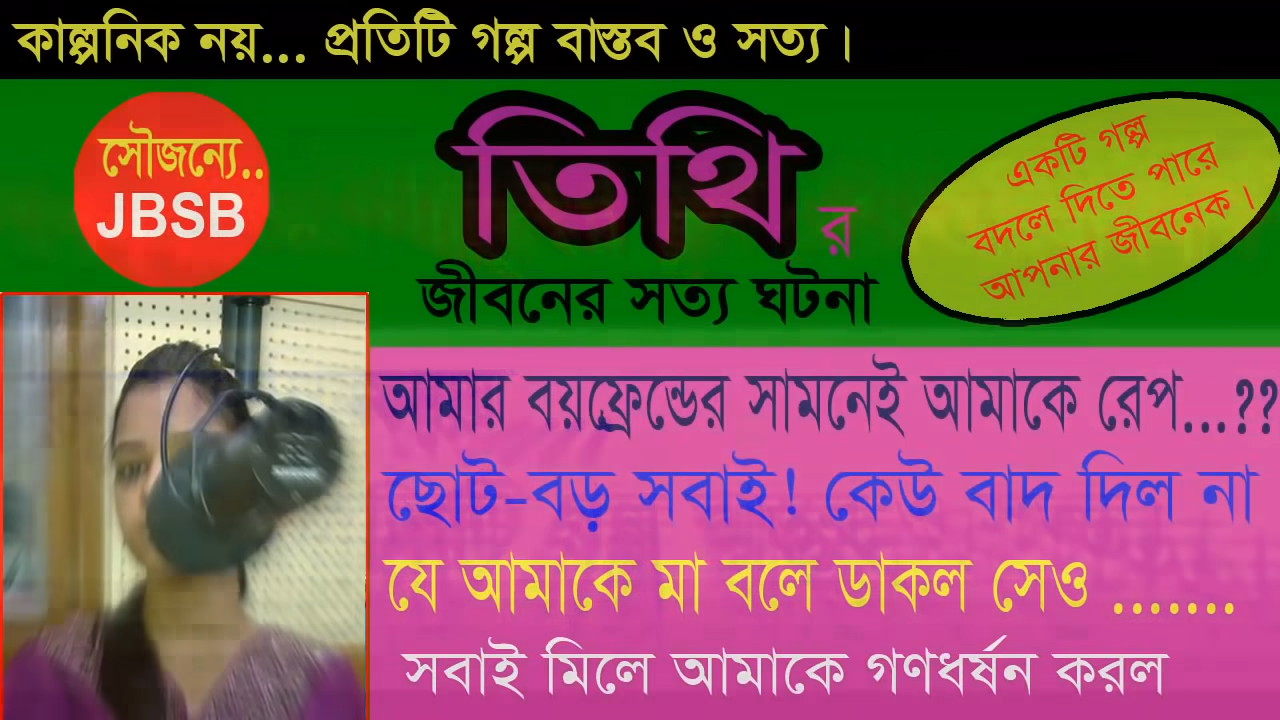 কাল্পনিক নয়... প্রতিটি গল্প বাস্তব ও সত্য।
সৌজন্যে..
JBSB
তিথি র
জীবনের সত্য ঘটনা
একটি গল্প
বদলে দিতে পারে
আপনার জীবনেক।
আমার বয়ফ্রেন্ডের সামনেই আমাকে রেপ...??
ছোট-বড় সবাই! কেউ বাদ দিল না
যে আমাকে মা বলে ডাকল সেও .......
সবাই মিলে আমাকে গণধর্ষন করল